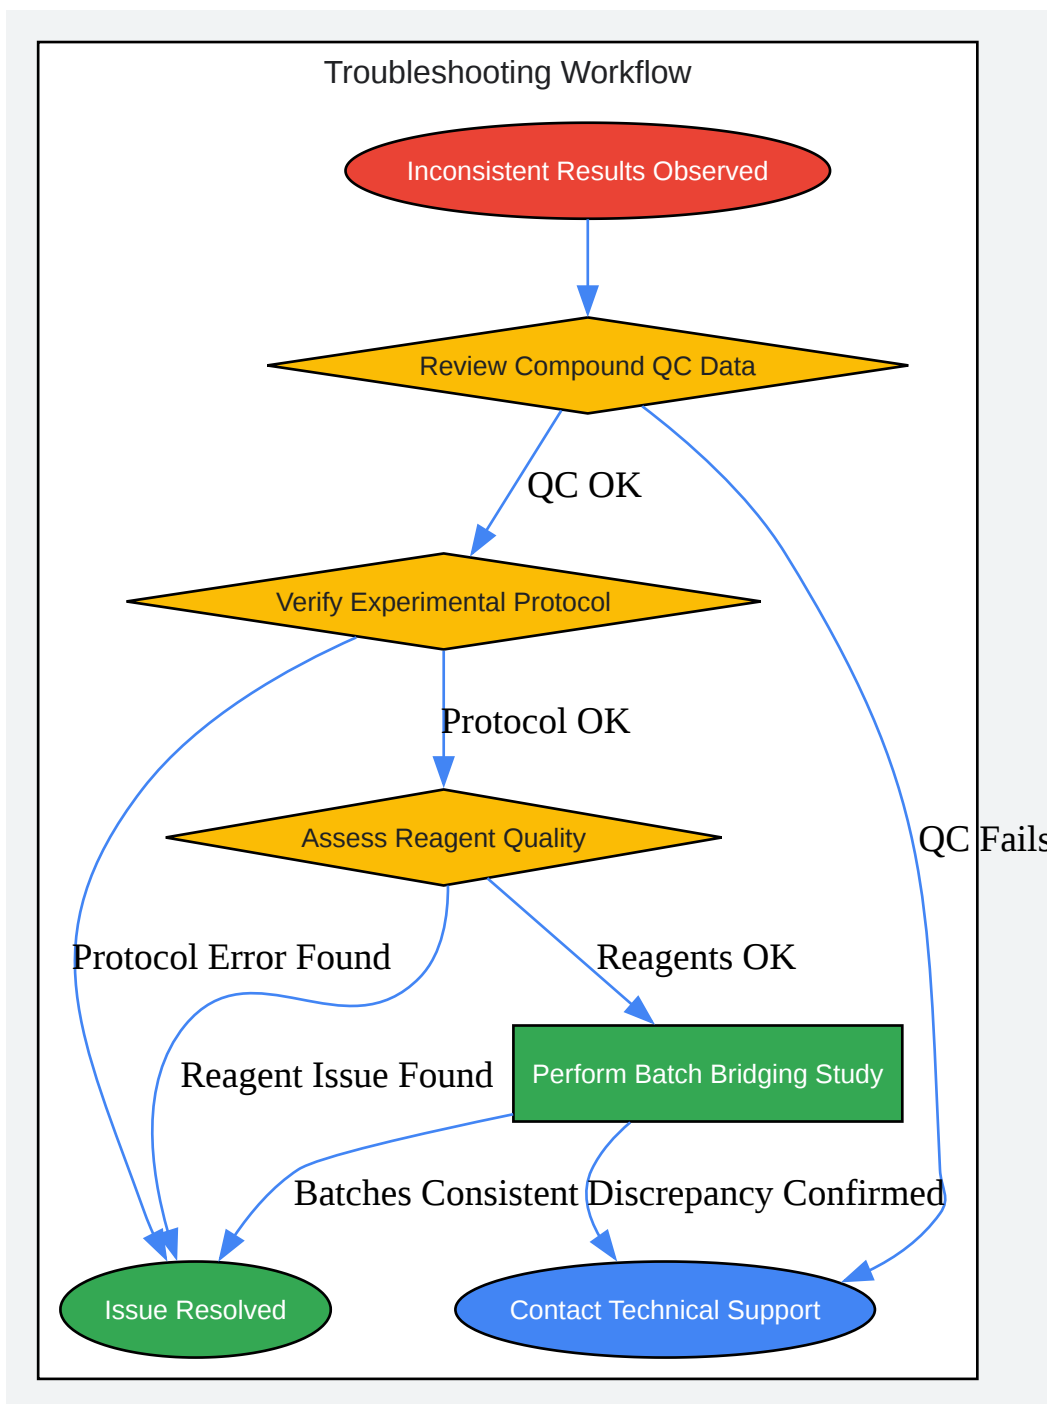 Troubleshooting Workflow
Inconsistent Results Observed
Review Compound QC Data
QC OK
Verify Experimental Protocol
Protocol OK
Assess Reagent Quality
QC Fails
Protocol Error Found
Reagents OK
Reagent Issue Found
Perform Batch Bridging Study
Batches Consistent
Discrepancy Confirmed
Issue Resolved
Contact Technical Support